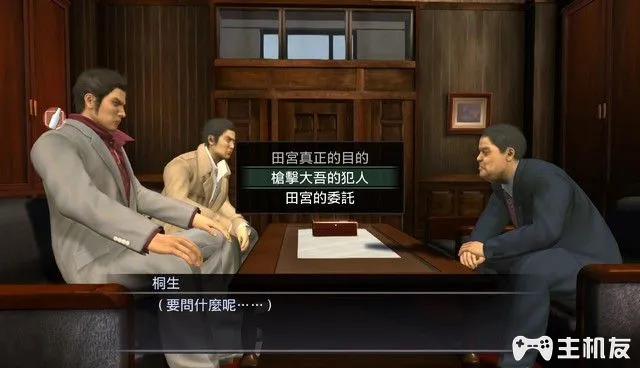 田宮真正的目的
槍擊大吾的犯人
田宮的委託
桐生
（要問什麼呢……）
主机友